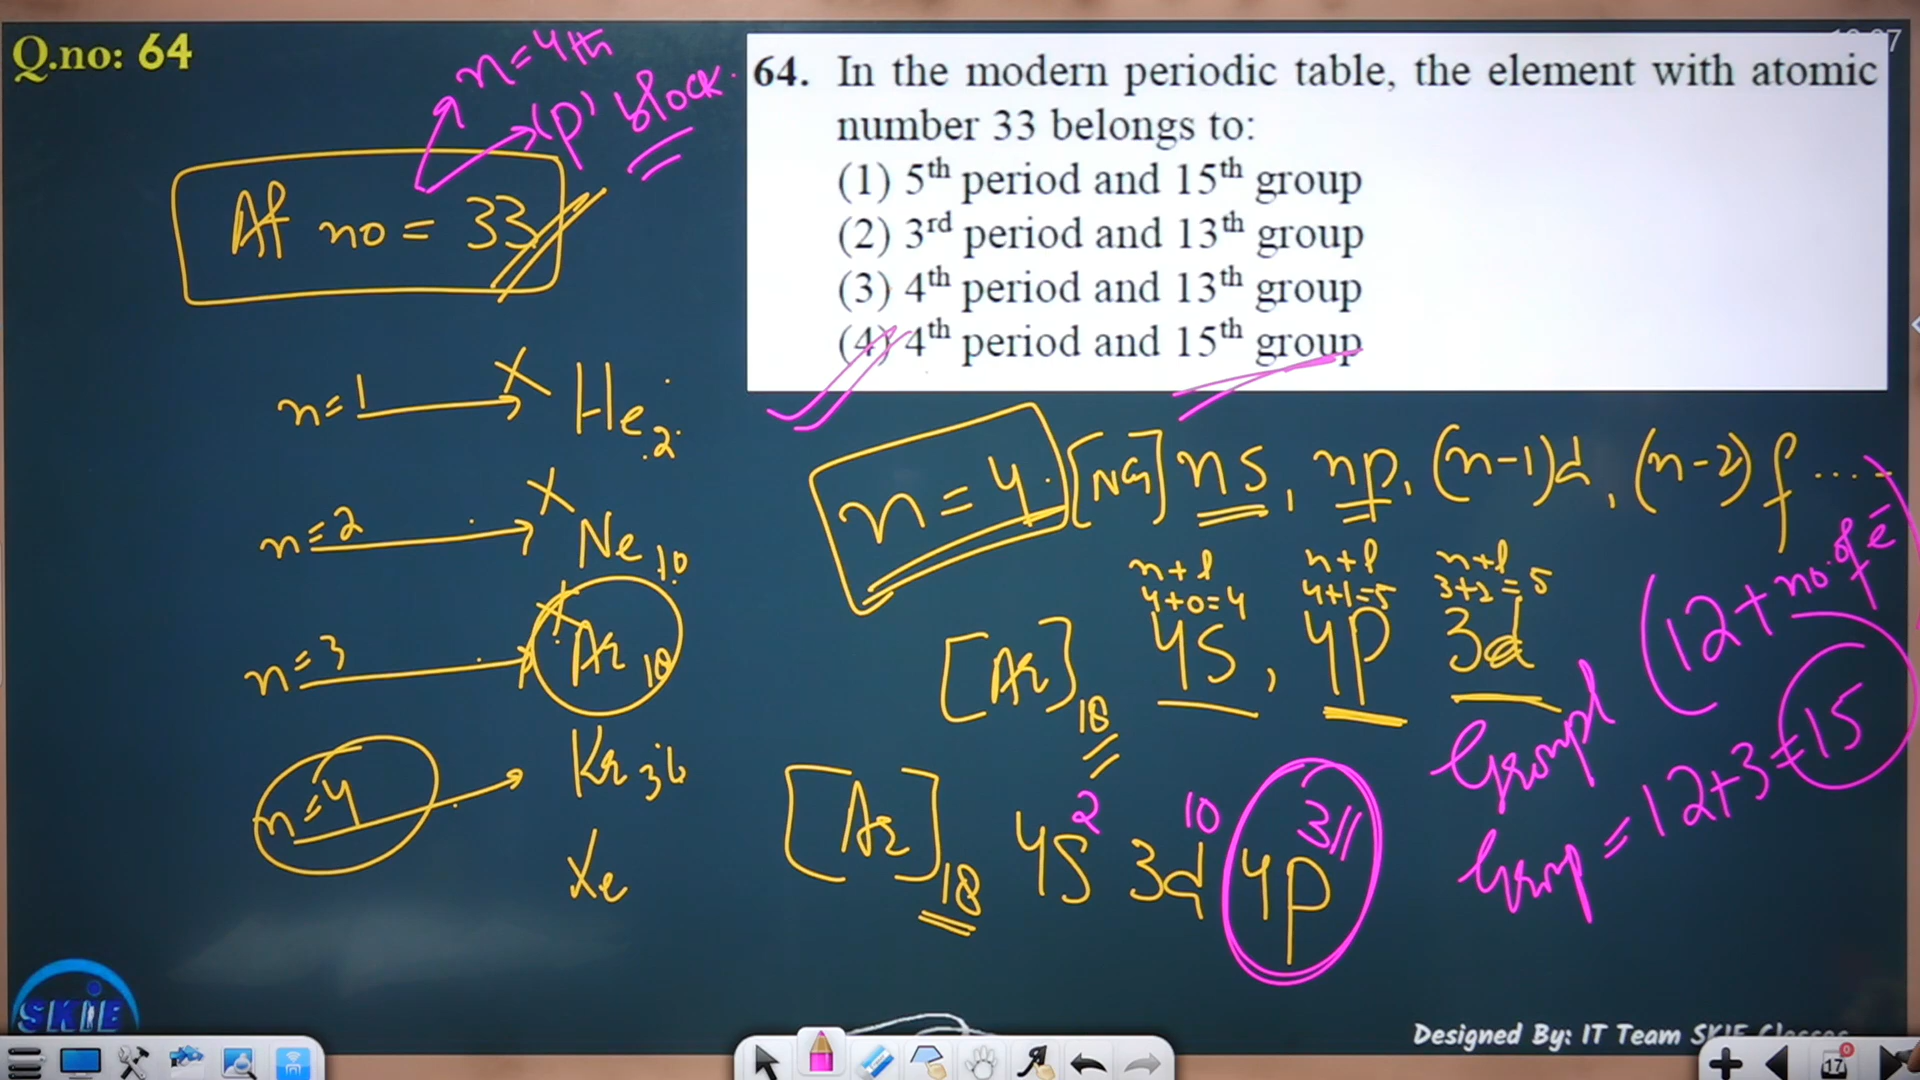 Q.no: 64
n=4th
(p) block
At no = 33
64. In the modern periodic table, the element with atomic
number 33 belongs to:
(1) 5th period and 15th group
(2) 3rd period and 13th group
(3) 4th period and 13th group
(4) 4th period and 15th group
n=1 He2
n=2 Ne10
n=3 Ar18
n=4 Kr36
Xe
n=4 [NG] ns, np, (n-1)d, (n-2)f....
n+l n+l n+l
4+0=4 4+1=5 3+2=5
[Ar]18 4s, 4p 3d
[Ar]18 4s2 3d10 4p3
Group (12+no. of e
Group = 12+3=15
SKIE
Designed By: IT Team SKIE Classes
17